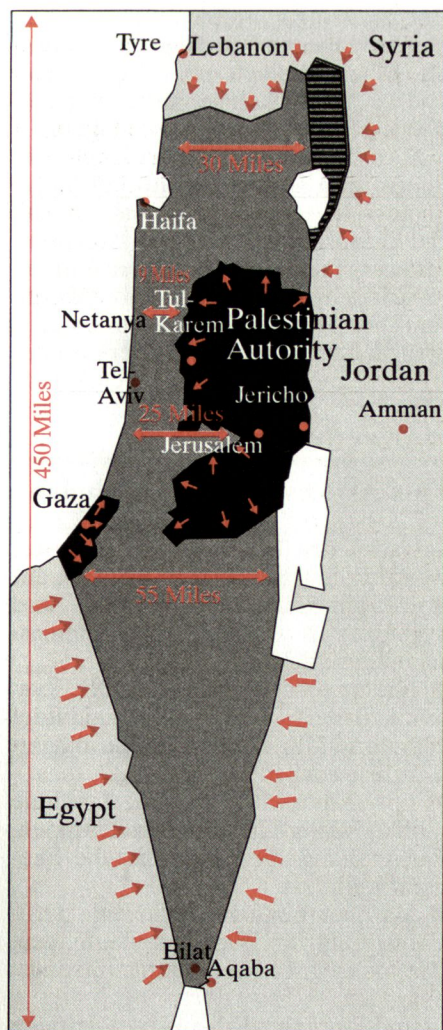 Tyre
Lebanon
Syria
30 Miles
Haifa
9 Miles
Tul-
Karem
Netanya
Palestinian
Autority
Tel-
Aviv
Jordan
Jericho
Amman
25 Miles
Jerusalem
450 Miles
Gaza
55 Miles
Egypt
Eilat
Aqaba